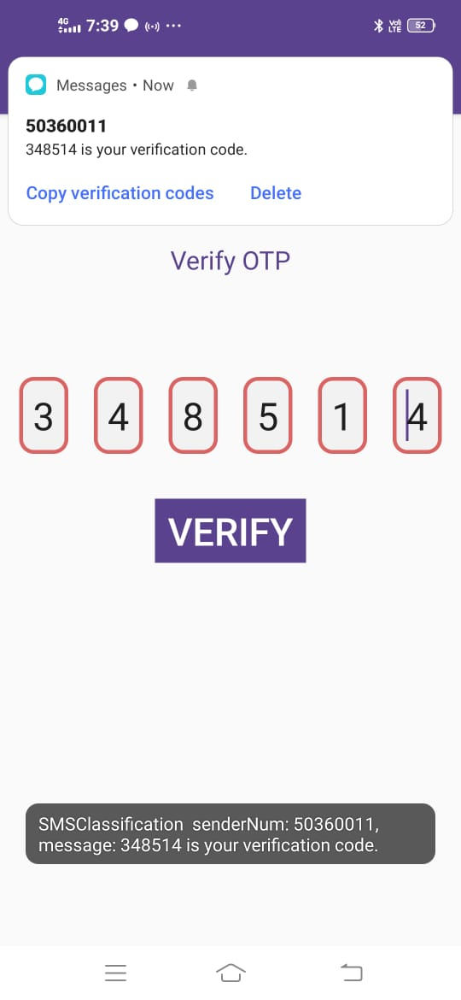 4G 7:39 Vo) LTE 52
Messages • Now
50360011
348514 is your verification code.
Copy verification codes Delete
Verify OTP
3 4 8 5 1 4
VERIFY
SMSClassification senderNum: 50360011,
message: 348514 is your verification code.